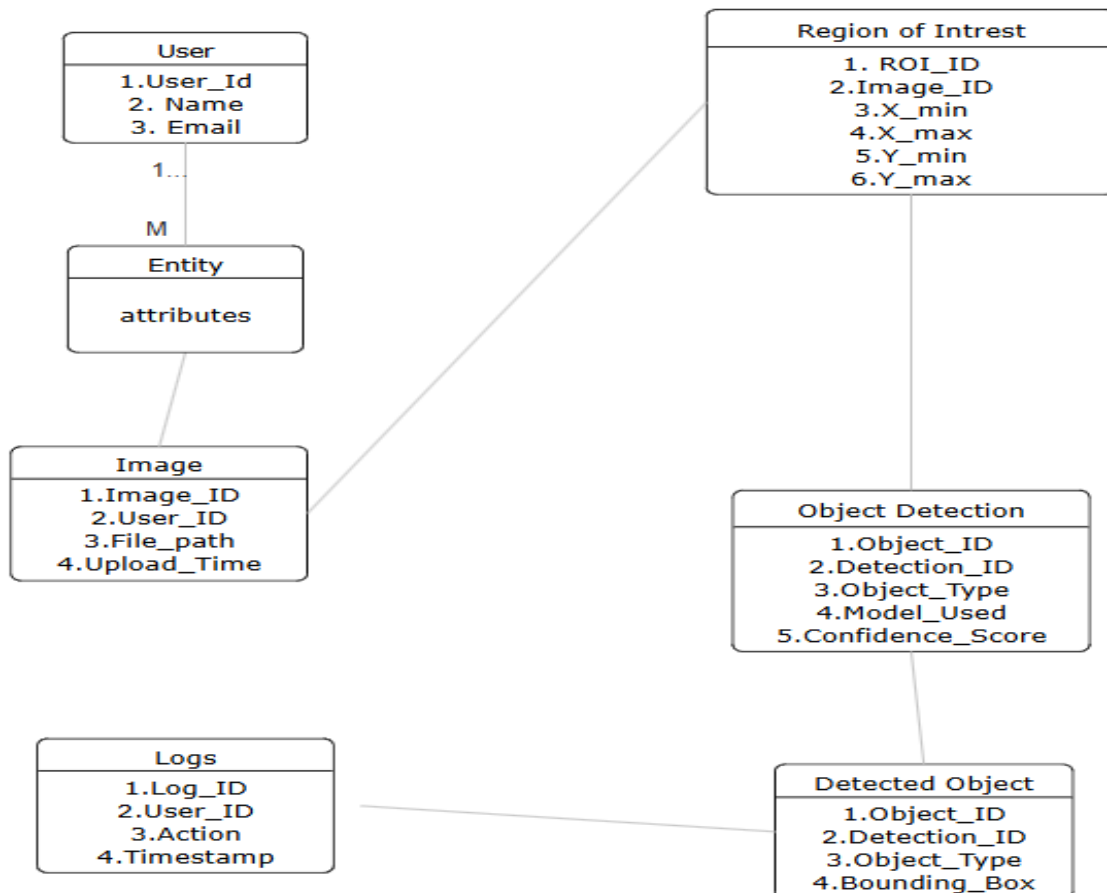 User
1.User_Id
2. Name
3. Email
1...
M
Entity
attributes
Image
1.Image_ID
2.User_ID
3.File_path
4.Upload_Time
Region of Intrest
1. ROI_ID
2.Image_ID
3.X_min
4.X_max
5.Y_min
6.Y_max
Object Detection
1.Object_ID
2.Detection_ID
3.Object_Type
4.Model_Used
5.Confidence_Score
Logs
1.Log_ID
2.User_ID
3.Action
4.Timestamp
Detected Object
1.Object_ID
2.Detection_ID
3.Object_Type
4.Bounding_Box